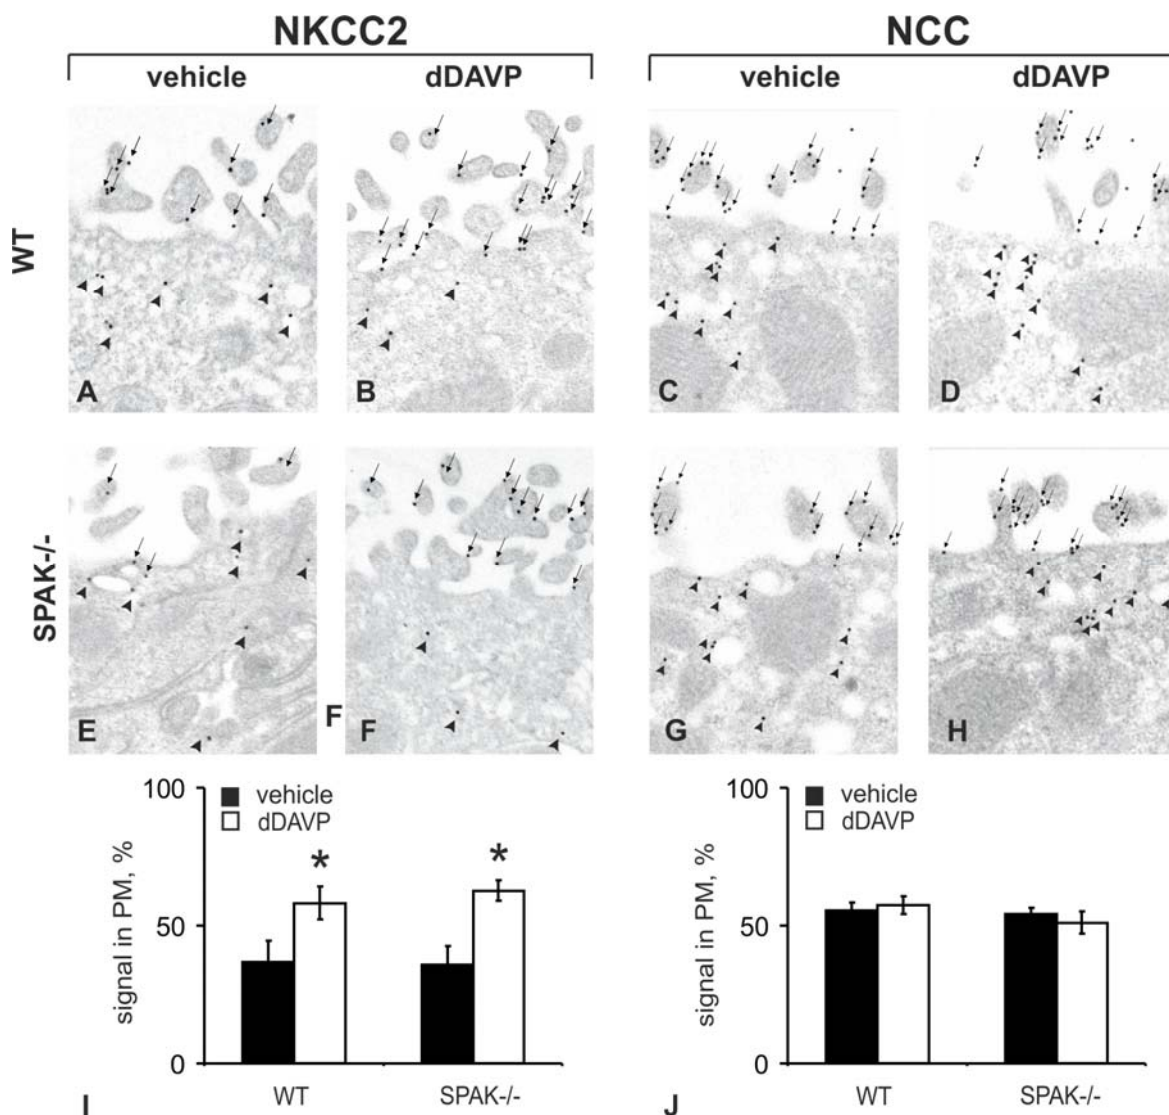 NKCC2 NCC
vehicle dDAVP vehicle dDAVP
WT
A B C D
SPAK-/-
E F F G H
100 vehicle dDAVP
signal in PM, %
50
0
* *
WT SPAK-/-
I
100 vehicle dDAVP
signal in PM, %
50
0
WT SPAK-/-
J